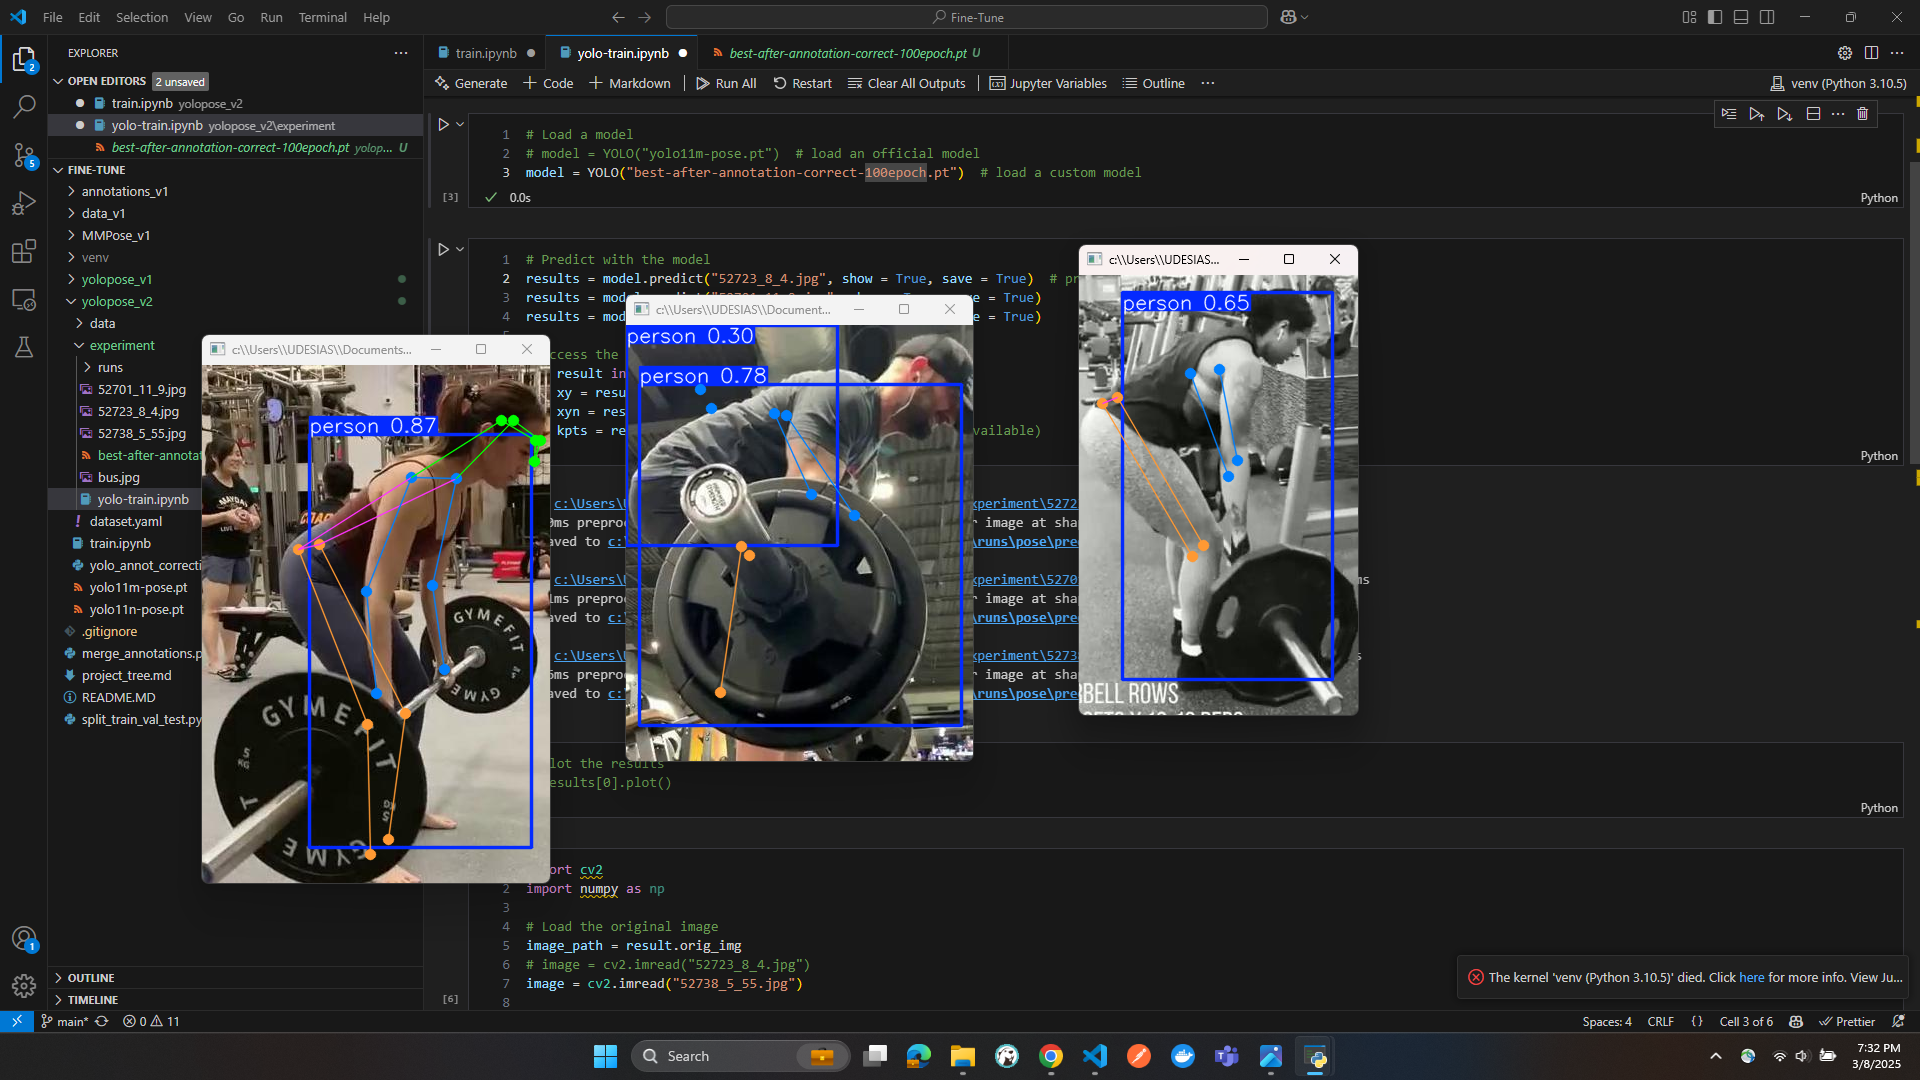 File Edit Selection View Go Run Terminal Help
Fine-Tune
EXPLORER
OPEN EDITORS 2 unsaved
train.ipynb yolopose_v2
yolo-train.ipynb yolopose_v2\experiment
best-after-annotation-correct-100epoch.pt yolop... U
FINE-TUNE
annotations_v1
data_v1
MMPose_v1
venv
yolopose_v1
yolopose_v2
data
experiment
runs
52701_11_9.jpg
52723_8_4.jpg
52738_5_55.jpg
best-after-annotat
bus.jpg
yolo-train.ipynb
dataset.yaml
train.ipynb
yolo_annot_correcti
yolo11m-pose.pt
yolo11n-pose.pt
.gitignore
merge_annotations.p
project_tree.md
README.MD
split_train_val_test.py
OUTLINE
TIMELINE
train.ipynb
yolo-train.ipynb
best-after-annotation-correct-100epoch.pt U
Generate + Code + Markdown Run All Restart Clear All Outputs Jupyter Variables Outline ...
venv (Python 3.10.5)
1 # Load a model
2 # model = YOLO("yolo11m-pose.pt") # load an official model
3 model = YOLO("best-after-annotation-correct-100epoch.pt") # load a custom model
[3] 0.0s
Python
1 # Predict with the model
2 results = model.predict("52723_8_4.jpg", show = True, save = True) # pr
3 results = mod
e = True)
4 results = mod
e = True)
ccess the
result in
xy = resu
xyn = res
kpts = re
vailable)
Python
c:\Users\U
xperiment\5272
0ms preproc
r image at sha
aved to c:
\runs\pose\pre
c:\Users\U
xperiment\5270
ms
1ms preproc
r image at sha
aved to c:
\runs\pose\pre
c:\Users\U
xperiment\5273
s
5ms preproc
r image at sha
aved to c:
\runs\pose\pre
lot the results
esults[0].plot()
Python
ort cv2
2 import numpy as np
3
4 # Load the original image
5 image_path = result.orig_img
6 # image = cv2.imread("52723_8_4.jpg")
7 image = cv2.imread("52738_5_55.jpg")
8
[6]
c:\\Users\\UDESIAS\\Documents...
person 0.87
MAYDAY
LIVE
COAC
GYMEFIT
GYME
GYMEFIT
5 KG
GYME
c:\\Users\\UDESIAS\\Document...
person 0.30
person 0.78
c:\\Users\\UDESIAS...
person 0.65
RBELL ROWS
The kernel 'venv (Python 3.10.5)' died. Click here for more info. View Ju...
main* 0 11
Spaces: 4 CRLF {} Cell 3 of 6 Prettier
Search
7:32 PM
3/8/2025